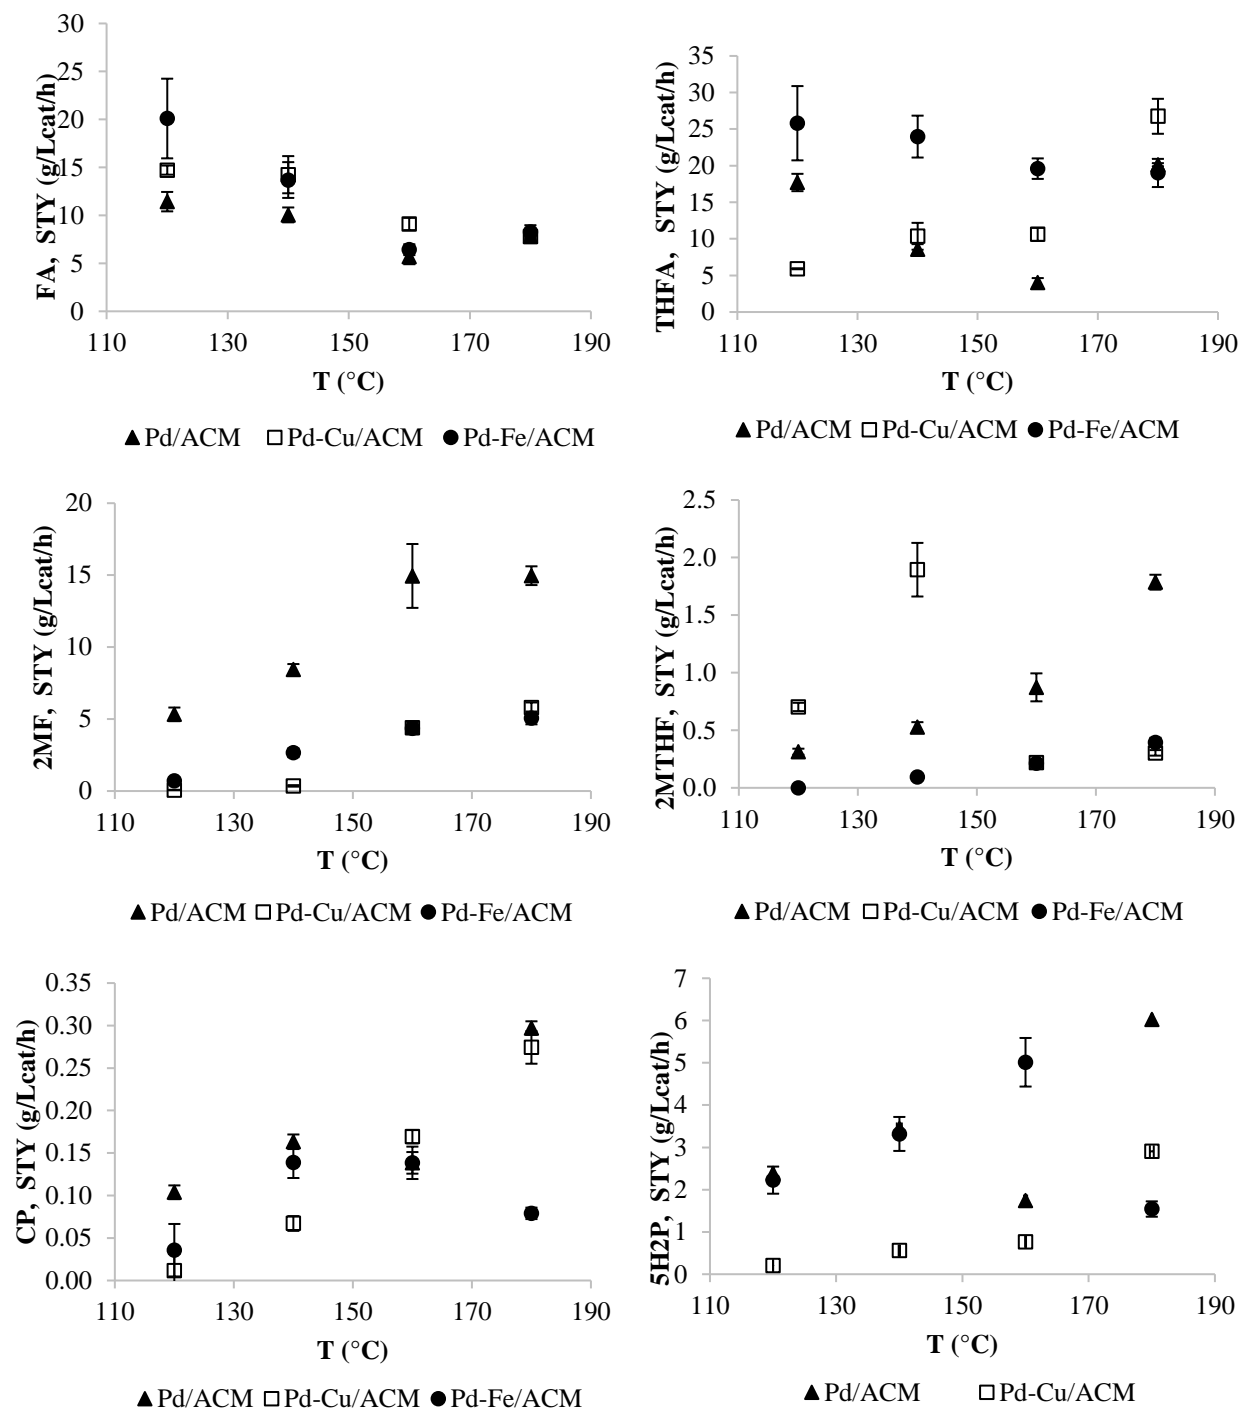 FA, STY (g/Lcat/h)
30
25
20
15
10
5
0
110 130 150 170 190
T (°C)
Pd/ACM Pd-Cu/ACM Pd-Fe/ACM
THFA, STY (g/Lcat/h)
35
30
25
20
15
10
5
0
110 130 150 170 190
T (°C)
Pd/ACM Pd-Cu/ACM Pd-Fe/ACM
2MF, STY (g/Lcat/h)
20
15
10
5
0
110 130 150 170 190
T (°C)
Pd/ACM Pd-Cu/ACM Pd-Fe/ACM
2MTHF, STY (g/Lcat/h)
2.5
2.0
1.5
1.0
0.5
0.0
110 130 150 170 190
T (°C)
Pd/ACM Pd-Cu/ACM Pd-Fe/ACM
CP, STY (g/Lcat/h)
0.35
0.30
0.25
0.20
0.15
0.10
0.05
0.00
110 130 150 170 190
T (°C)
Pd/ACM Pd-Cu/ACM Pd-Fe/ACM
5H2P, STY (g/Lcat/h)
7
6
5
4
3
2
1
0
110 130 150 170 190
T (°C)
Pd/ACM Pd-Cu/ACM